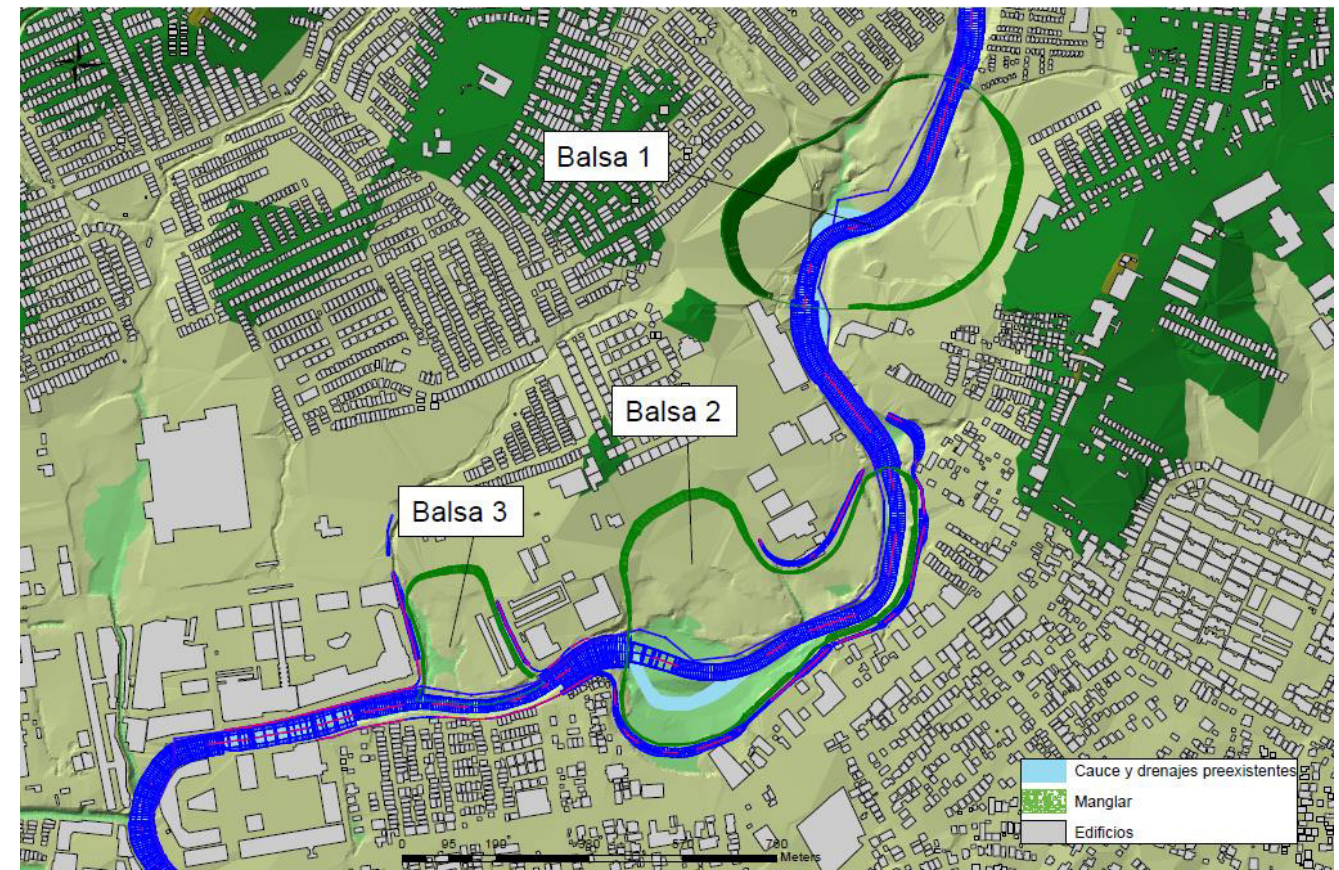 Balsa 1
Balsa 2
Balsa 3
Cauce y drenajes preexistentes
Manglar
Edificios
0 95 190 380 570 760
Meters